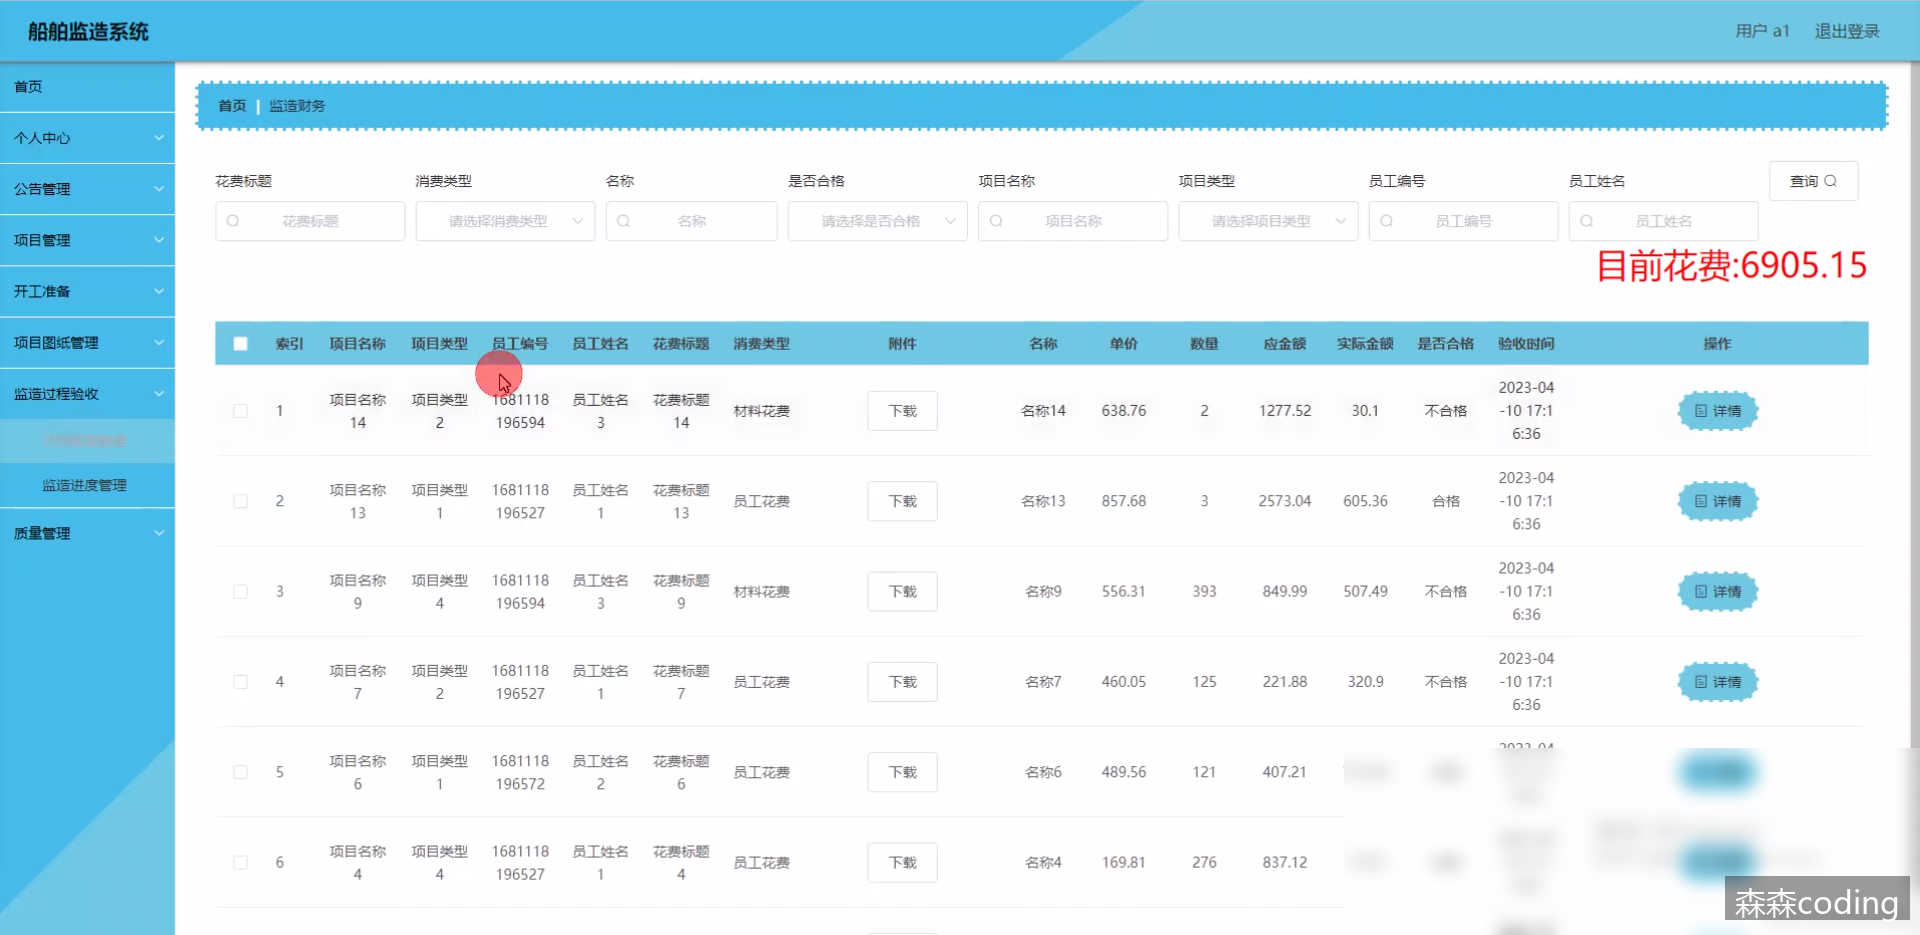 船舶监造系统
用户 a1 退出登录
首页
个人中心
公告管理
项目管理
开工准备
项目图纸管理
监造过程验收
监造进度管理
质量管理
首页 | 监造财务
花费标题 消费类型 名称 是否合格 项目名称 项目类型 员工编号 员工姓名 查询
花费标题 请选择消费类型 名称 请选择是否合格 项目名称 请选择项目类型 员工编号 员工姓名
目前花费:6905.15
索引 项目名称 项目类型 员工编号 员工姓名 花费标题 消费类型 附件 名称 单价 数量 应金额 实际金额 是否合格 验收时间 操作
1 项目名称14 项目类型2 1681118196594 员工姓名3 花费标题14 材料花费 下载 名称14 638.76 2 1277.52 30.1 不合格 2023-04-10 17:16:36 详情
2 项目名称13 项目类型1 1681118196527 员工姓名1 花费标题13 员工花费 下载 名称13 857.68 3 2573.04 605.36 合格 2023-04-10 17:16:36 详情
3 项目名称9 项目类型4 1681118196594 员工姓名3 花费标题9 材料花费 下载 名称9 556.31 393 849.99 507.49 不合格 2023-04-10 17:16:36 详情
4 项目名称7 项目类型2 1681118196527 员工姓名1 花费标题7 员工花费 下载 名称7 460.05 125 221.88 320.9 不合格 2023-04-10 17:16:36 详情
5 项目名称6 项目类型1 1681118196572 员工姓名2 花费标题6 员工花费 下载 名称6 489.56 121 407.21
6 项目名称4 项目类型4 1681118196527 员工姓名1 花费标题4 员工花费 下载 名称4 169.81 276 837.12
森森coding